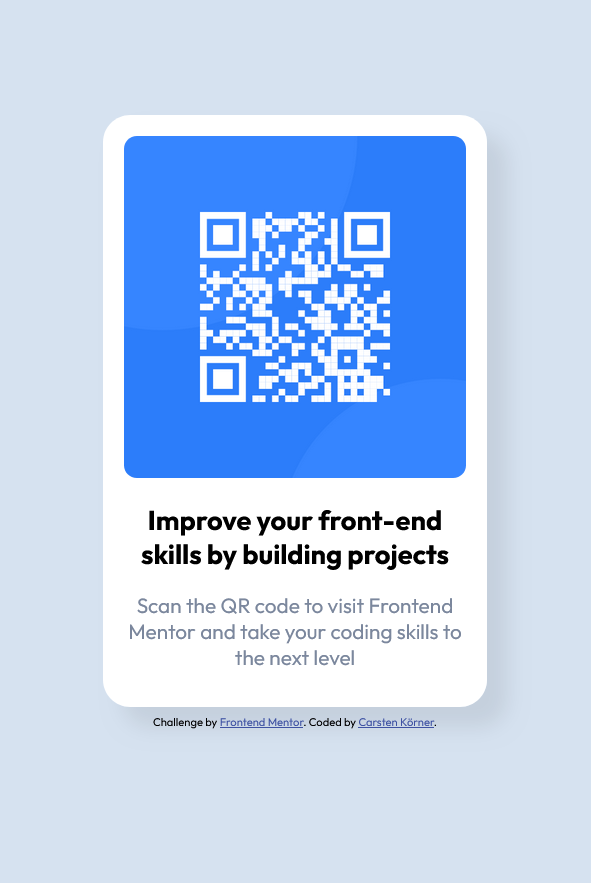 Improve your front-end
skills by building projects
Scan the QR code to visit Frontend
Mentor and take your coding skills to
the next level
Challenge by Frontend Mentor. Coded by Carsten Körner.